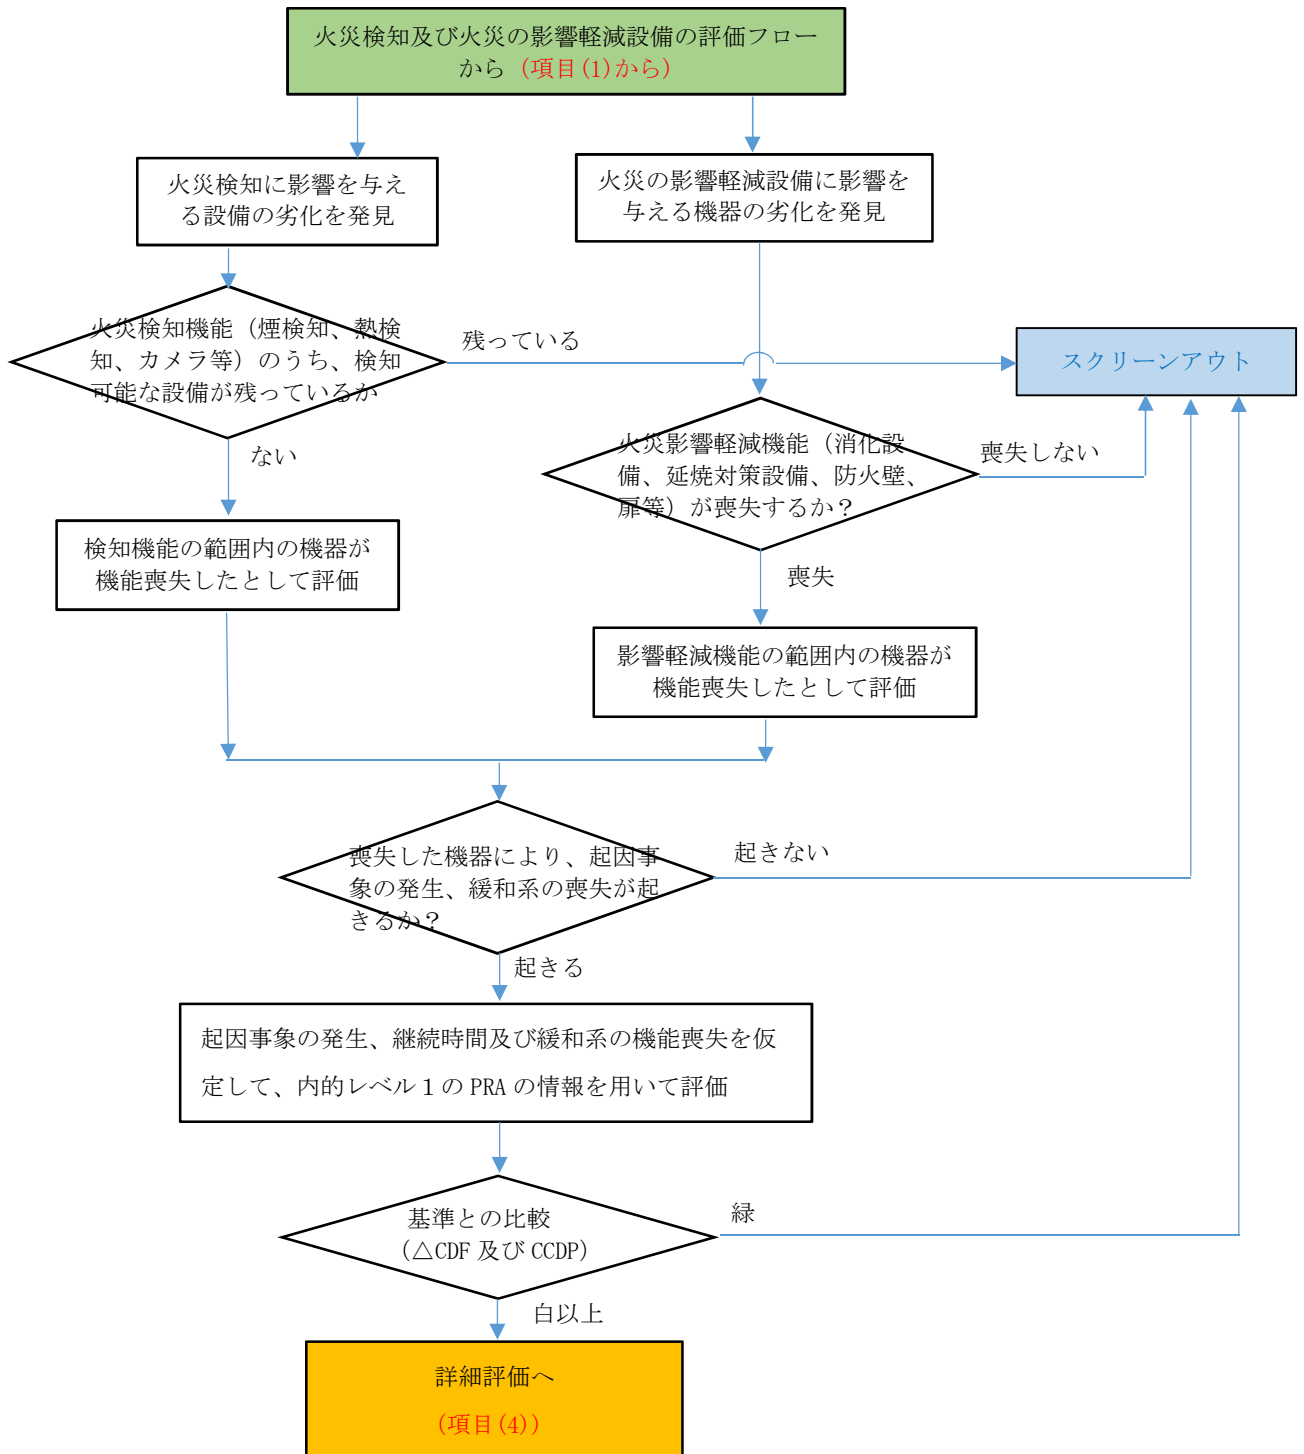 火災検知及び火災の影響軽減設備の評価フロー
から（項目(1)から）
火災検知に影響を与え
る設備の劣化を発見
火災の影響軽減設備に影響を
与える機器の劣化を発見
火災検知機能（煙検知、熱検
知、カメラ等）のうち、検知
可能な設備が残っているか
残っている
スクリーンアウト
ない
火災影響軽減機能（消化設
備、延焼対策設備、防火壁、
扉等）が喪失するか？
喪失しない
検知機能の範囲内の機器が
機能喪失したとして評価
喪失
影響軽減機能の範囲内の機器が
機能喪失したとして評価
喪失した機器により、起因事
象の発生、緩和系の喪失が起
きるか？
起きない
起きる
起因事象の発生、継続時間及び緩和系の機能喪失を仮
定して、内的レベル１の PRA の情報を用いて評価
基準との比較
（△CDF 及び CCDP）
緑
白以上
詳細評価へ
（項目(4)）